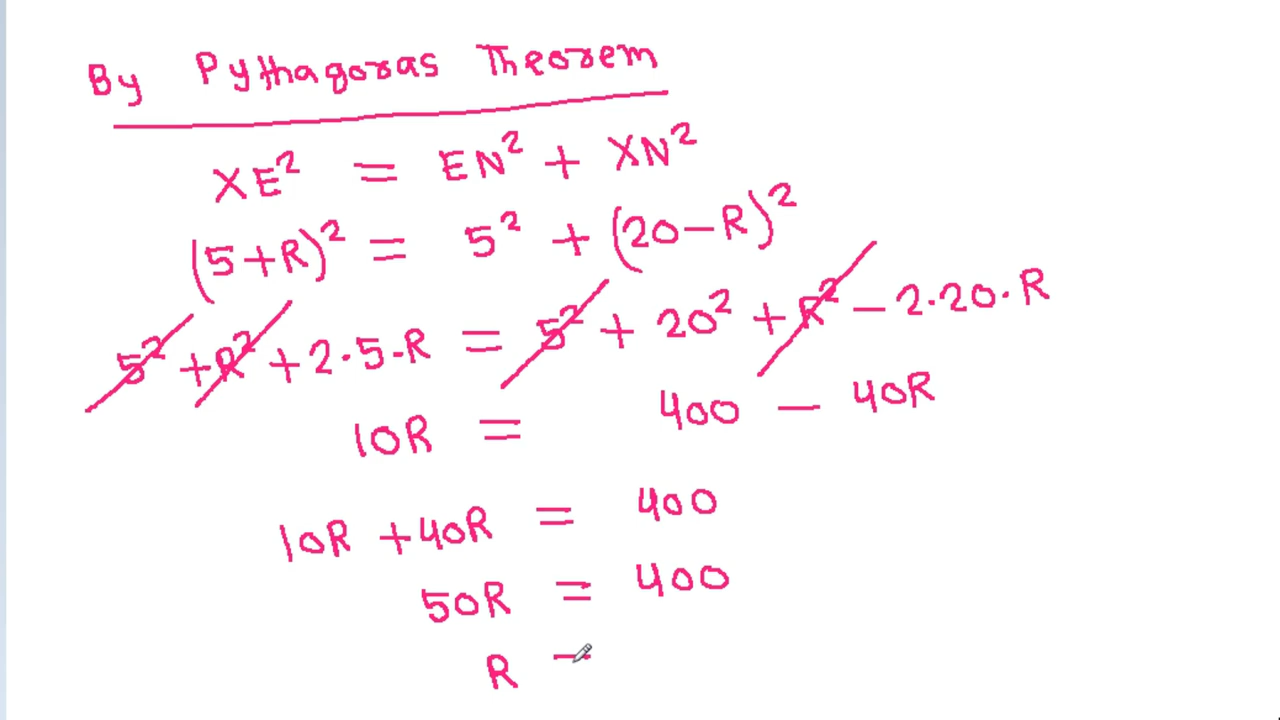 By Pythagoras Theorem
XE² = EN² + XN²
(5+R)² = 5² + (20-R)²
5² + R² + 2·5·R = 5² + 20² + R² - 2·20·R
10R = 400 - 40R
10R + 40R = 400
50R = 400
R =